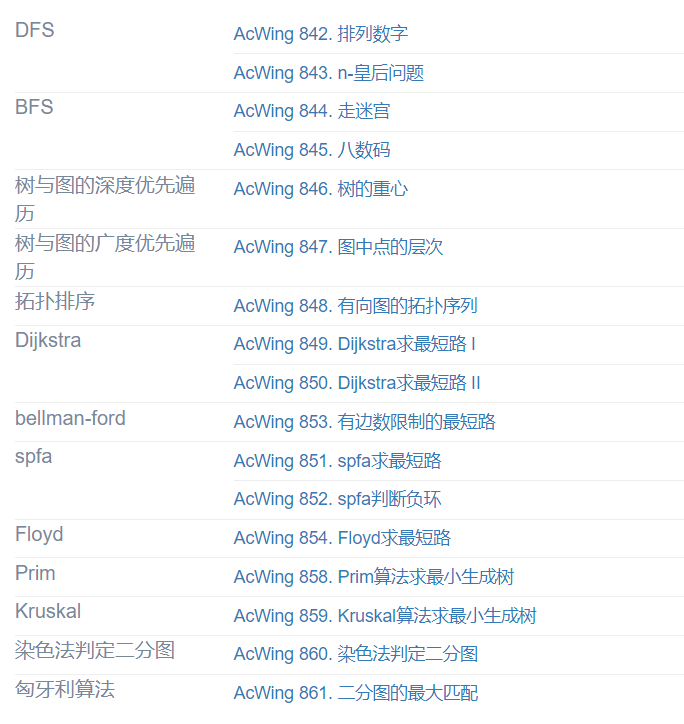 DFS
AcWing 842. 排列数字
AcWing 843. n-皇后问题
BFS
AcWing 844. 走迷宫
AcWing 845. 八数码
树与图的深度优先遍
历
AcWing 846. 树的重心
树与图的广度优先遍
历
AcWing 847. 图中点的层次
拓扑排序
AcWing 848. 有向图的拓扑序列
Dijkstra
AcWing 849. Dijkstra求最短路 I
AcWing 850. Dijkstra求最短路 II
bellman-ford
AcWing 853. 有边数限制的最短路
spfa
AcWing 851. spfa求最短路
AcWing 852. spfa判断负环
Floyd
AcWing 854. Floyd求最短路
Prim
AcWing 858. Prim算法求最小生成树
Kruskal
AcWing 859. Kruskal算法求最小生成树
染色法判定二分图
AcWing 860. 染色法判定二分图
匈牙利算法
AcWing 861. 二分图的最大匹配